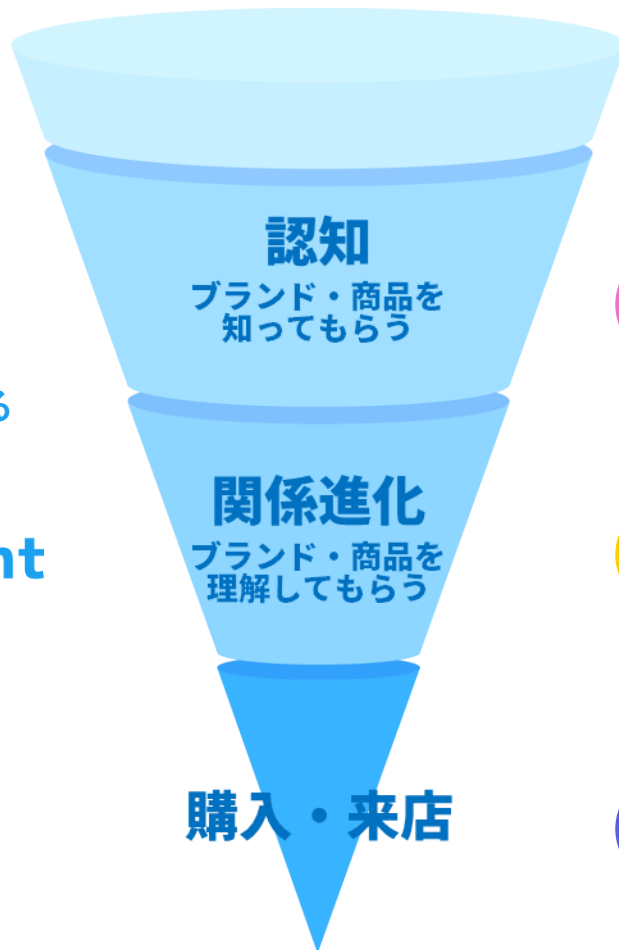 認知
ブランド・商品を
知ってもらう
関係進化
ブランド・商品を
理解してもらう
購入・来店